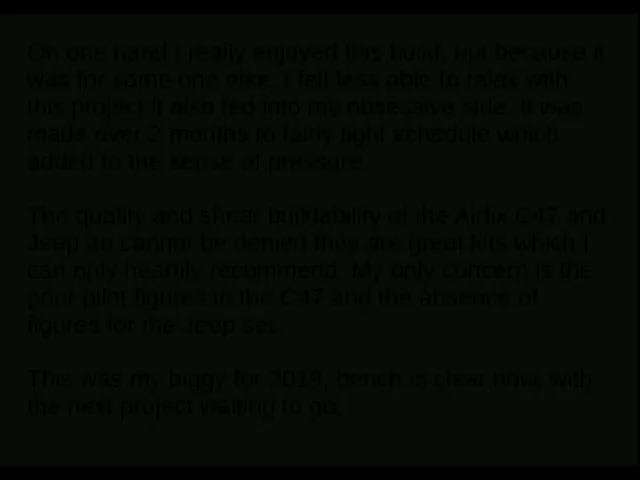 On one hand I really enjoyed this build, but because it
was for some one else, I felt less able to relax with
this project it also fed into my obsessive side. It was
made over 2 months to fairly tight schedule which
added to the sense of pressure.
The quality and shear buildability of the Airfix C47 and
Jeep an cannot be denied they are great kits which I
can only heartily recommend. My only concern is the
poor pilot figures in the C47 and the absence of
figures for the Jeep set.
This was my biggy for 2019, bench is clear now, with
the next project waiting to go.